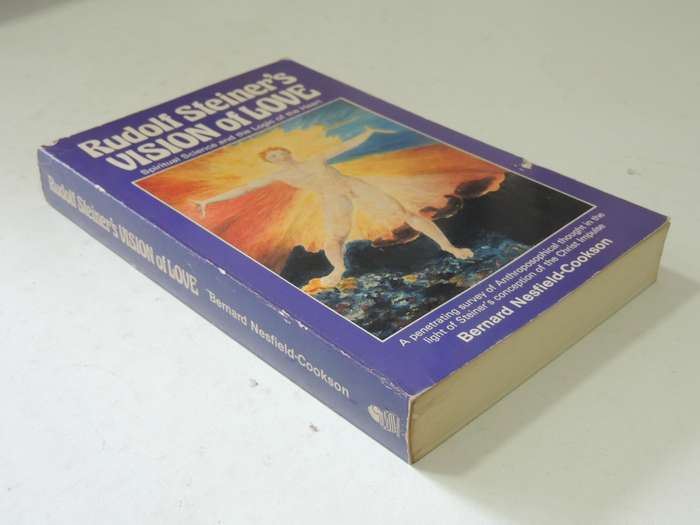 Rudolf Steiner's
VISION of LOVE
Spiritual Science and the Logic of the Heart
A penetrating survey of Anthroposophical thought in the
light of Steiner's conception of the Christ Impulse
Bernard Nesfield-Cookson
Rudolf Steiner's VISION of LOVE Bernard Nesfield-Cookson